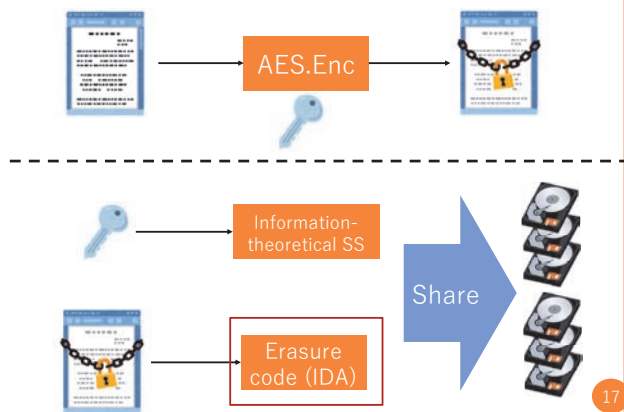 AES.Enc
Information-
theoretical SS
Share
Erasure
code (IDA)
17